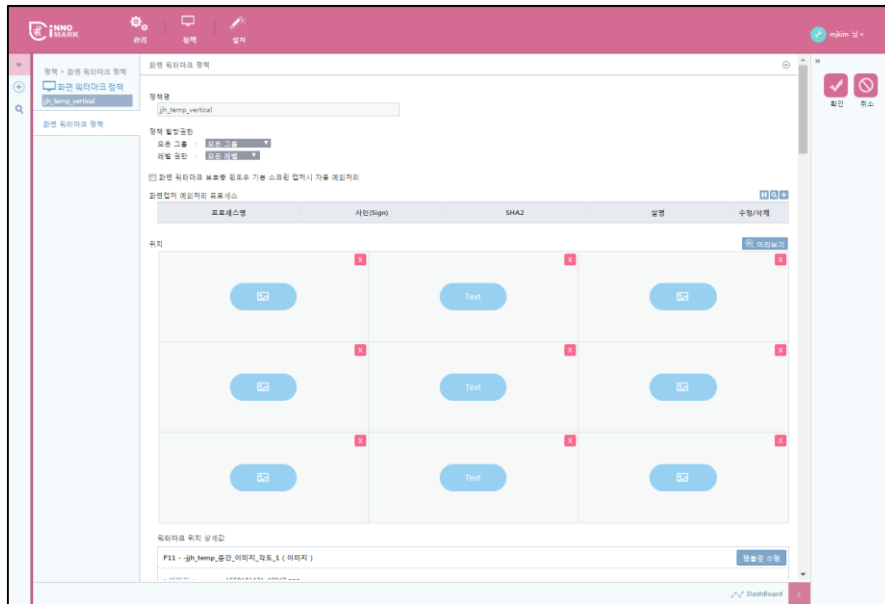 iNNO
MARK
관리
정책
설치
mjkim 님
»
정책 > 화면 워터마크 정책
화면 워터마크 정책
jjh_temp_vertical
화면 워터마크 정책
화면 워터마크 정책
»
확인
취소
정책명
jjh_temp_vertical
정책 할당권한
모든 그룹 : 모든 그룹
레벨 권한 : 모든 레벨
화면 워터마크 보호중 윈도우 기본 스크린 캡처시 자동 예외처리
화면캡처 예외처리 프로세스
프로세스명 사인(Sign) SHA2 설명 수정/삭제
위치
미리보기
X X X
Text
X X X
Text
X X X
Text
워터마크 위치 상세값
P11 - -jjh_temp_중간_이미지_각도_1 ( 이미지 )
템플릿 수정
DashBoard